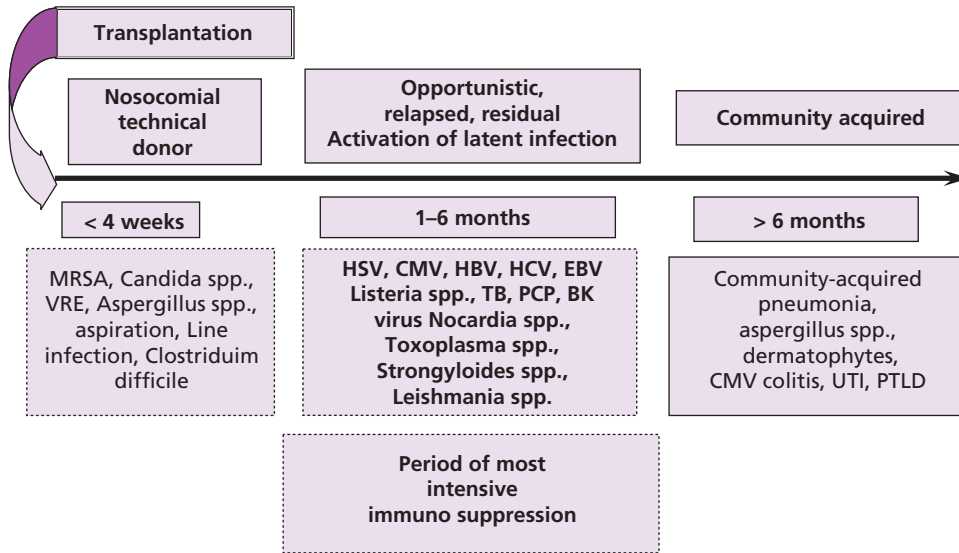 Transplantation
Nosocomial
technical
donor
Opportunistic,
relapsed, residual
Activation of latent infection
Community acquired
< 4 weeks
1–6 months
> 6 months
MRSA, Candida spp.,
VRE, Aspergillus spp.,
aspiration, Line
infection, Clostriduim
difficile
HSV, CMV, HBV, HCV, EBV
Listeria spp., TB, PCP, BK
virus Nocardia spp.,
Toxoplasma spp.,
Strongyloides spp.,
Leishmania spp.
Community-acquired
pneumonia,
aspergillus spp.,
dermatophytes,
CMV colitis, UTI, PTLD
Period of most
intensive
immuno suppression